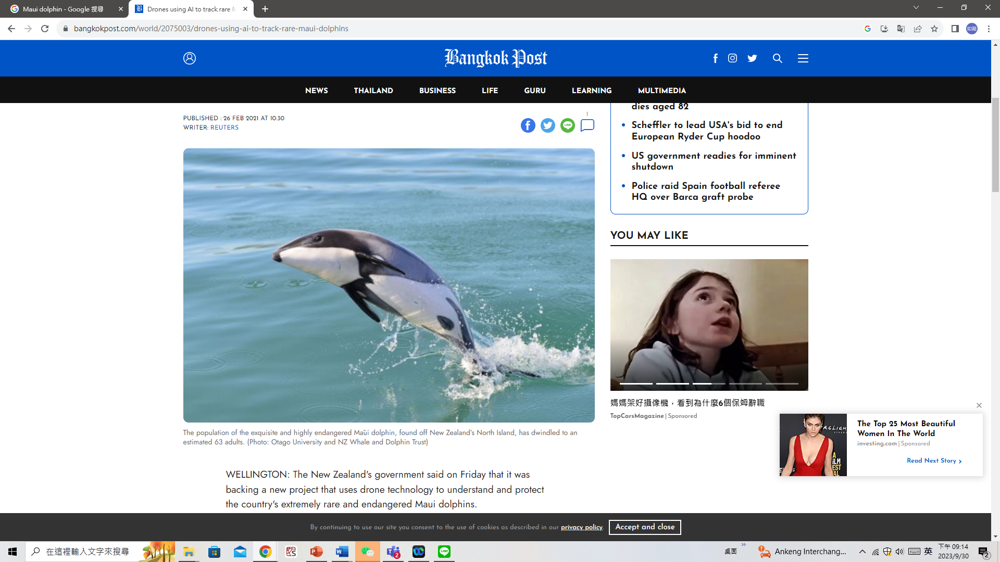 Maui dolphin - Google 搜尋
Drones using AI to track rare M
bangkokpost.com/world/2075003/drones-using-ai-to-track-rare-maui-dolphins
如龍
Bangkok Post
NEWS THAILAND BUSINESS LIFE GURU LEARNING MULTIMEDIA
PUBLISHED : 26 FEB 2021 AT 10:30
WRITER: REUTERS
1
LINE
dies aged 82
Scheffler to lead USA's bid to end
European Ryder Cup hoodoo
US government readies for imminent
shutdown
Police raid Spain football referee
HQ over Barca graft probe
YOU MAY LIKE
媽媽架好攝像機，看到為什麼6個保姆辭職
TopCarsMagazine | Sponsored
The population of the exquisite and highly endangered Maūi dolphin, found off New Zealand's North Island, has dwindled to an
estimated 63 adults. (Photo: Otago University and NZ Whale and Dolphin Trust)
WELLINGTON: The New Zealand's government said on Friday that it was
backing a new project that uses drone technology to understand and protect
the country's extremely rare and endangered Maui dolphins.
The Top 25 Most Beautiful
Women In The World
investing.com | Sponsored
Read Next Story
By continuing to use our site you consent to the use of cookies as described in our privacy policy. Accept and close
在這裡輸入文字來搜尋
2
LINE
桌面
Ankeng Interchang...
英
下午 09:14
2023/9/30
2